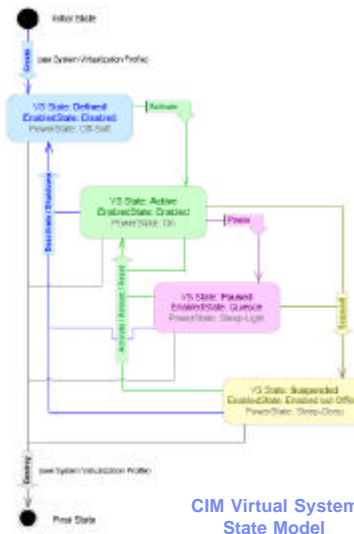 Initial State
Create
(see System Virtualization Profile)
VS State: Defined
EnabledState: Disabled
PowerState: Off-Soft
Activate
VS State: Active
EnabledState: Enabled
PowerState: On
Deactivate / Shutdown
Pause
Activate / Reboot / Reset
VS State: Paused
EnabledState: Quiesce
PowerState: Sleep-Light
Suspend
VS State: Suspended
EnabledState: Enabled but Offli
PowerState: Sleep-Deep
Destroy
(see System Virtualization Profile)
Final State
CIM Virtual System
State Model